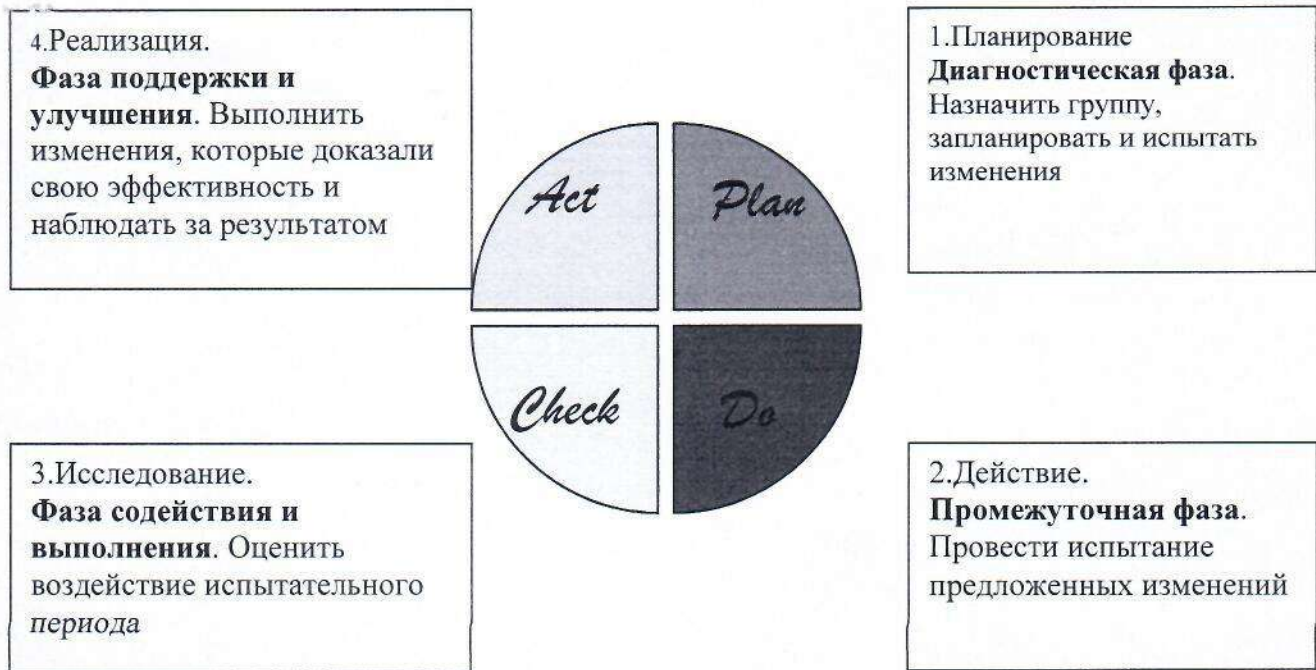 4.Реализация.
Фаза поддержки и
улучшения. Выполнить
изменения, которые доказали
свою эффективность и
наблюдать за результатом
1.Планирование
Диагностическая фаза.
Назначить группу,
запланировать и испытать
изменения
Act
Plan
Check
Do
3.Исследование.
Фаза содействия и
выполнения. Оценить
воздействие испытательного
периода
2.Действие.
Промежуточная фаза.
Провести испытание
предложенных изменений